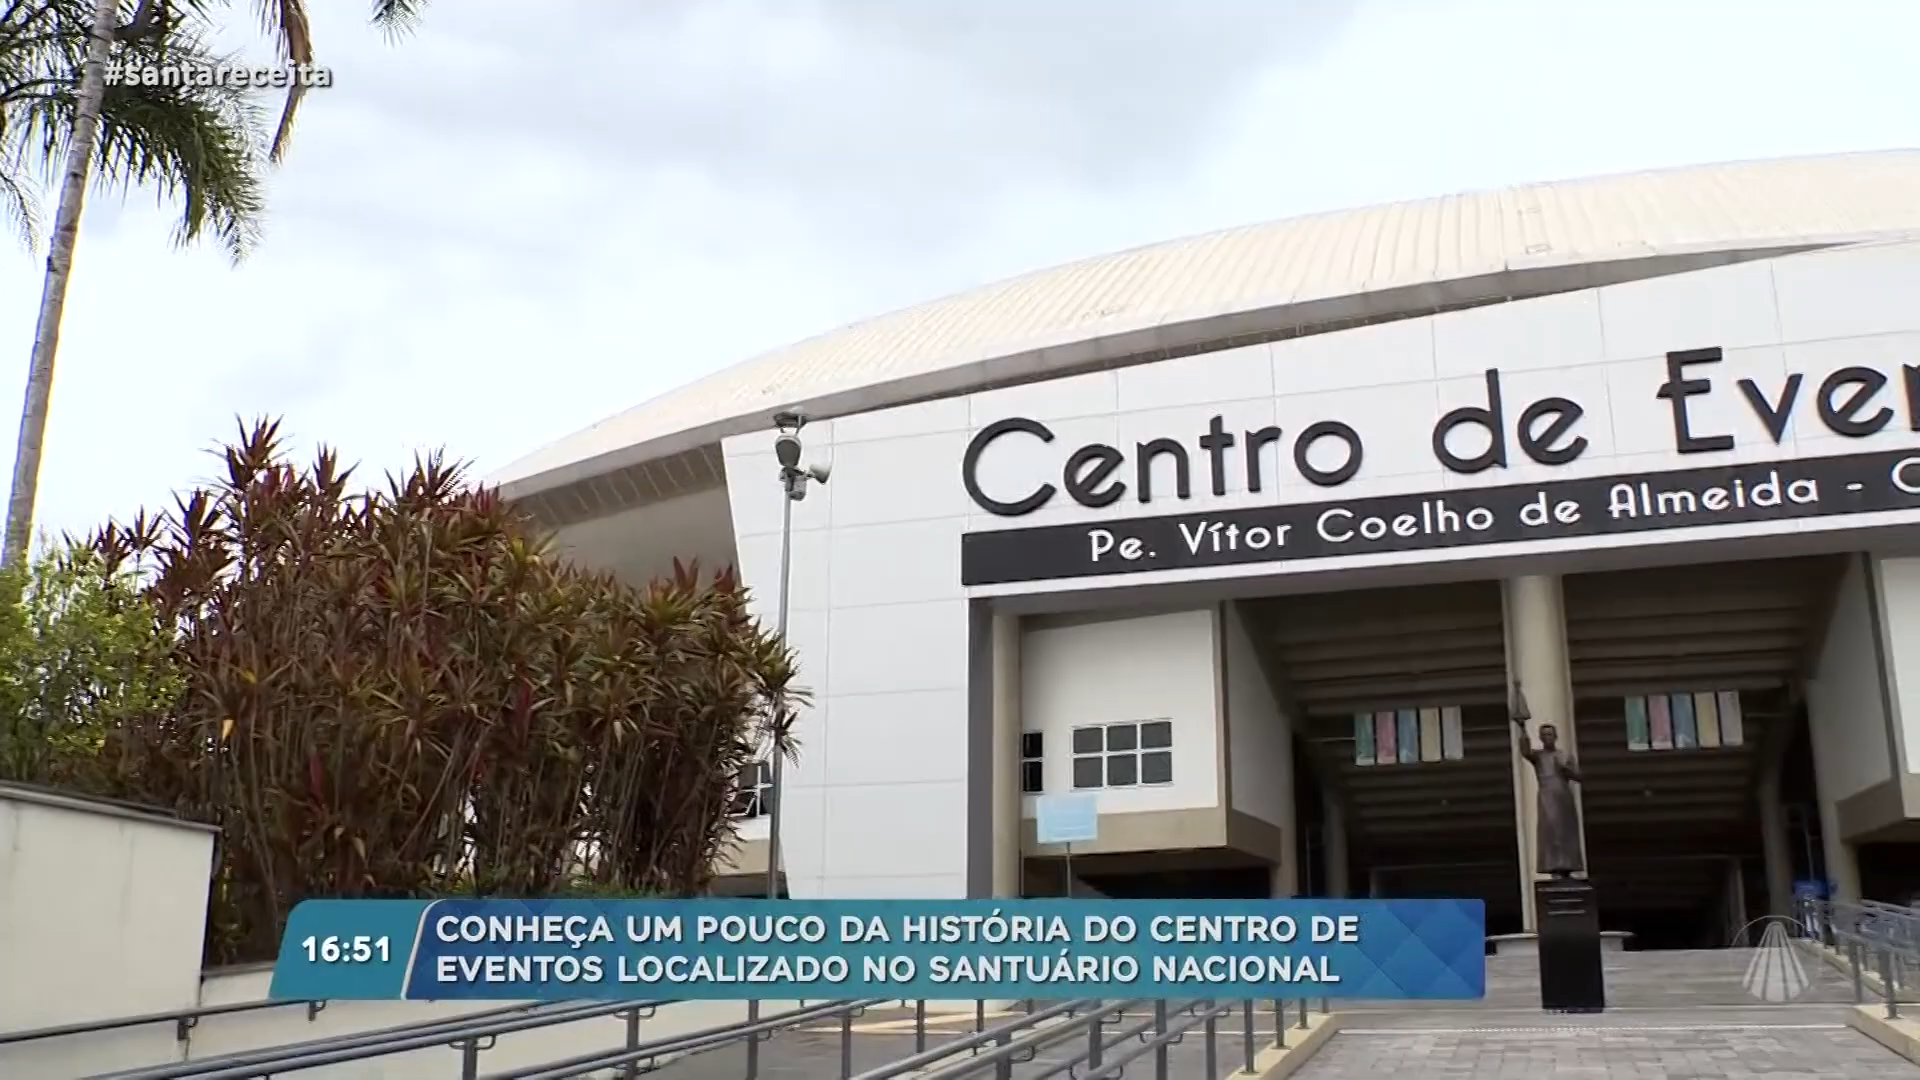 #santareceita
Centro de Eve
Pe. Vítor Coelho de Almeida -
16:51
CONHEÇA UM POUCO DA HISTÓRIA DO CENTRO DE
EVENTOS LOCALIZADO NO SANTUÁRIO NACIONAL